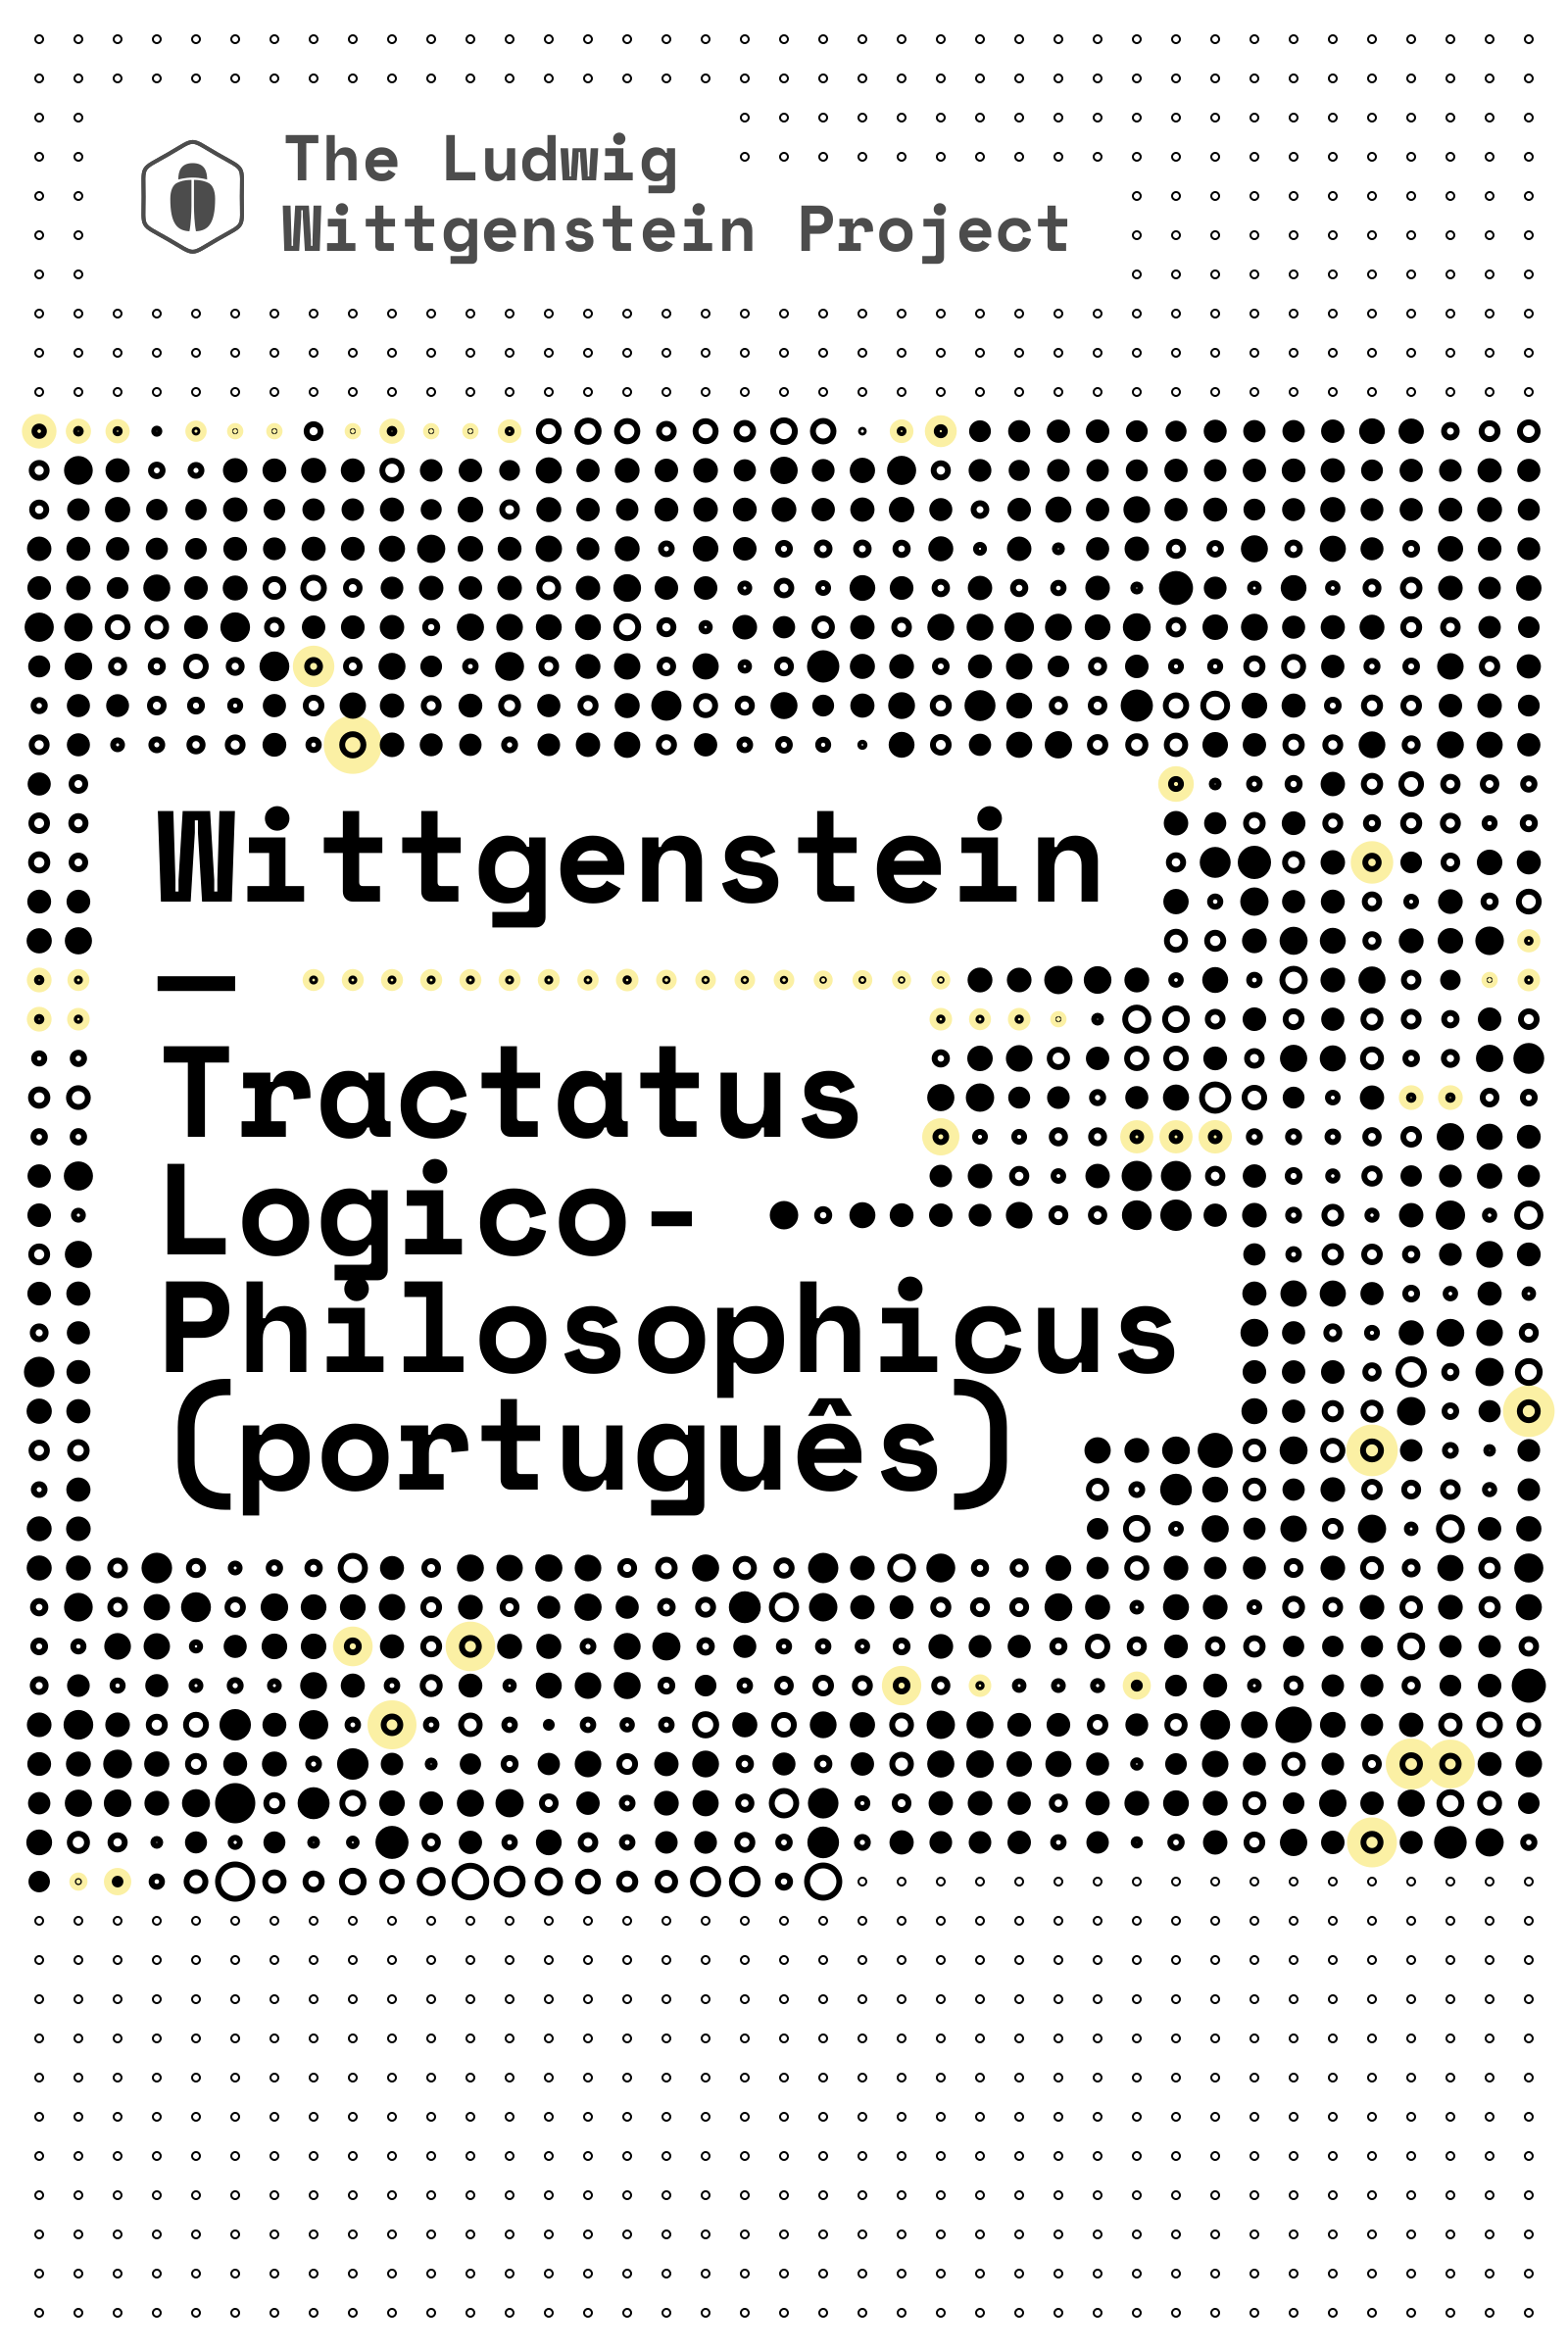 The Ludwig
Wittgenstein Project
Wittgenstein
—
Tractatus
Logico-
Philosophicus
(português)